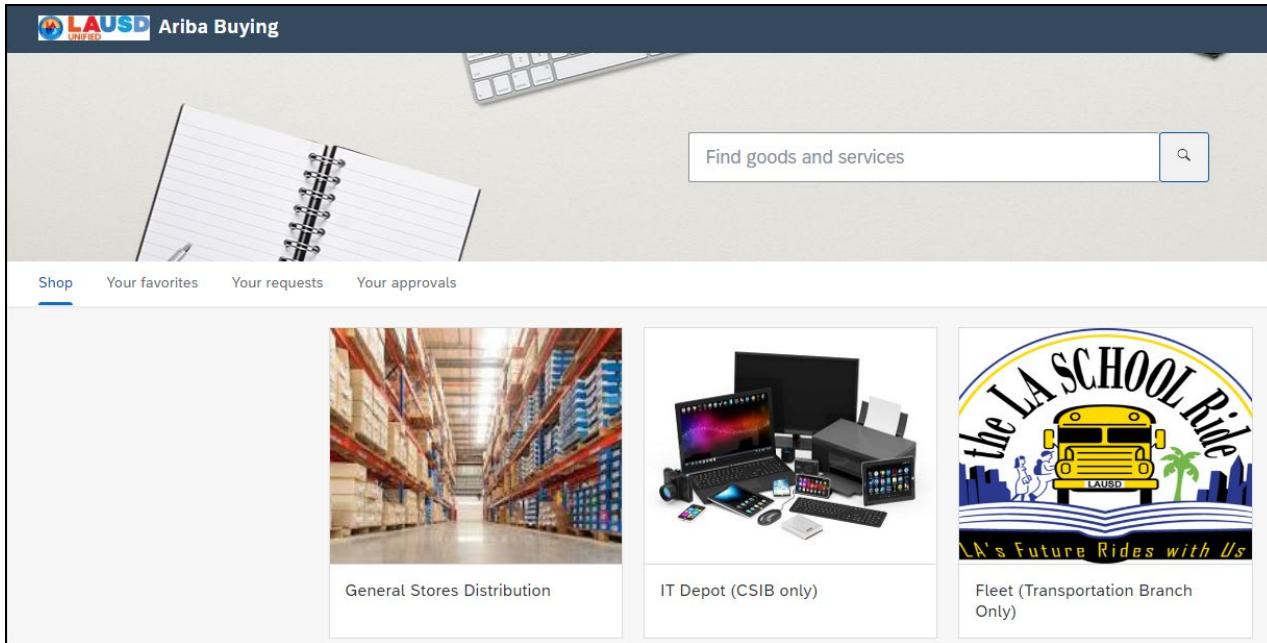 LAUSD
UNIFIED
Ariba Buying
Find goods and services
Shop
Your favorites
Your requests
Your approvals
the LA SCHOOL Ride
LAUSD
LA's Future Rides with Us
General Stores Distribution
IT Depot (CSIB only)
Fleet (Transportation Branch
Only)